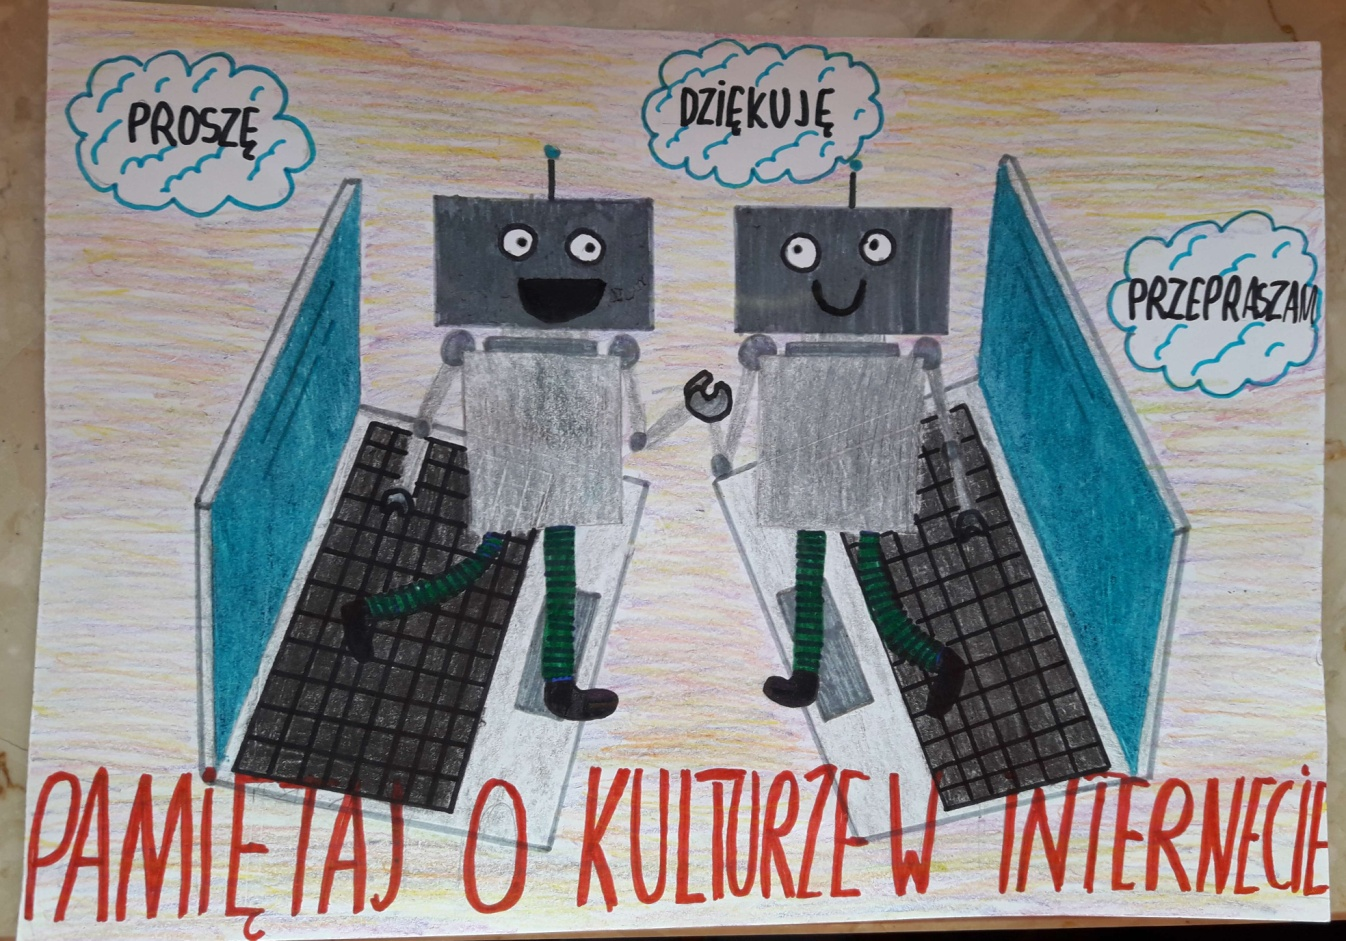 PROSZĘ
DZIĘKUJĘ
PRZEPRASZAM
PAMIĘTAJ O KULTURZE W INTERNECIE